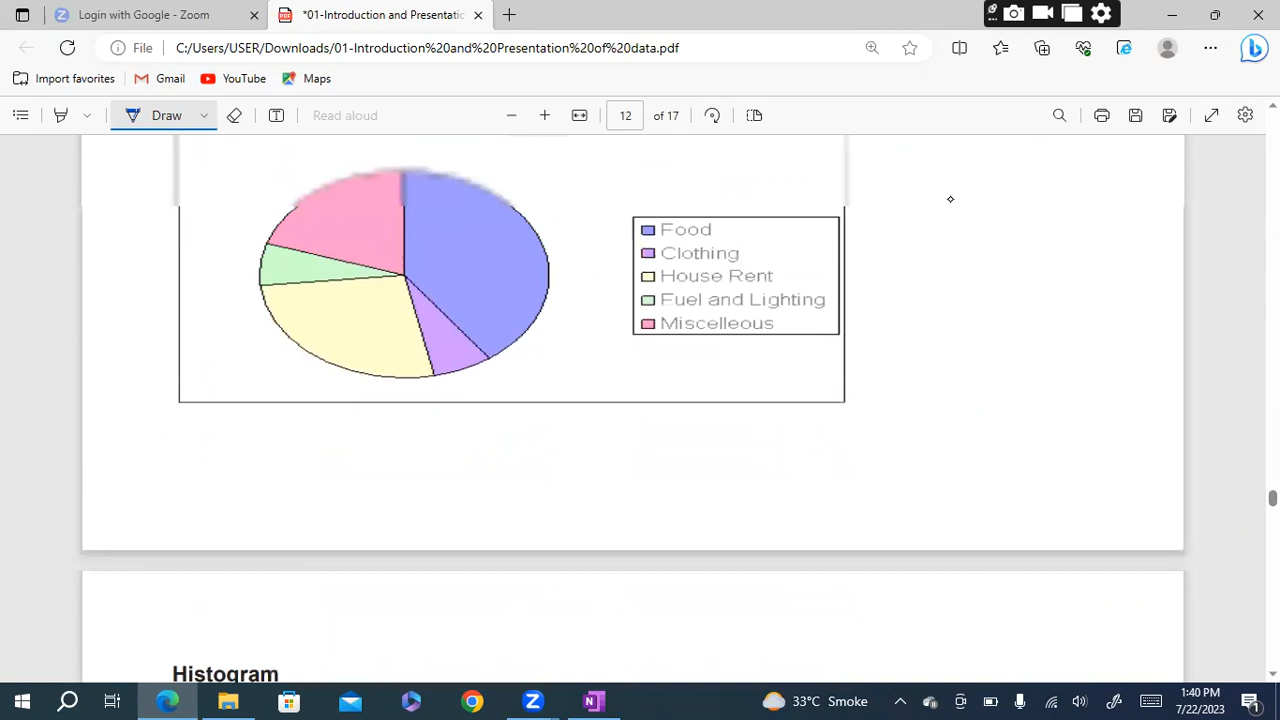 Login with Google - Zoom
*01-Introduction and Presentatic
File
C:/Users/USER/Downloads/01-Introduction%20and%20Presentation%20of%20data.pdf
Import favorites
Gmail
YouTube
Maps
Draw
Read aloud
12
of 17
Food
Clothing
House Rent
Fuel and Lighting
Miscelleous
Histogram
33°C Smoke
1:40 PM
7/22/2023